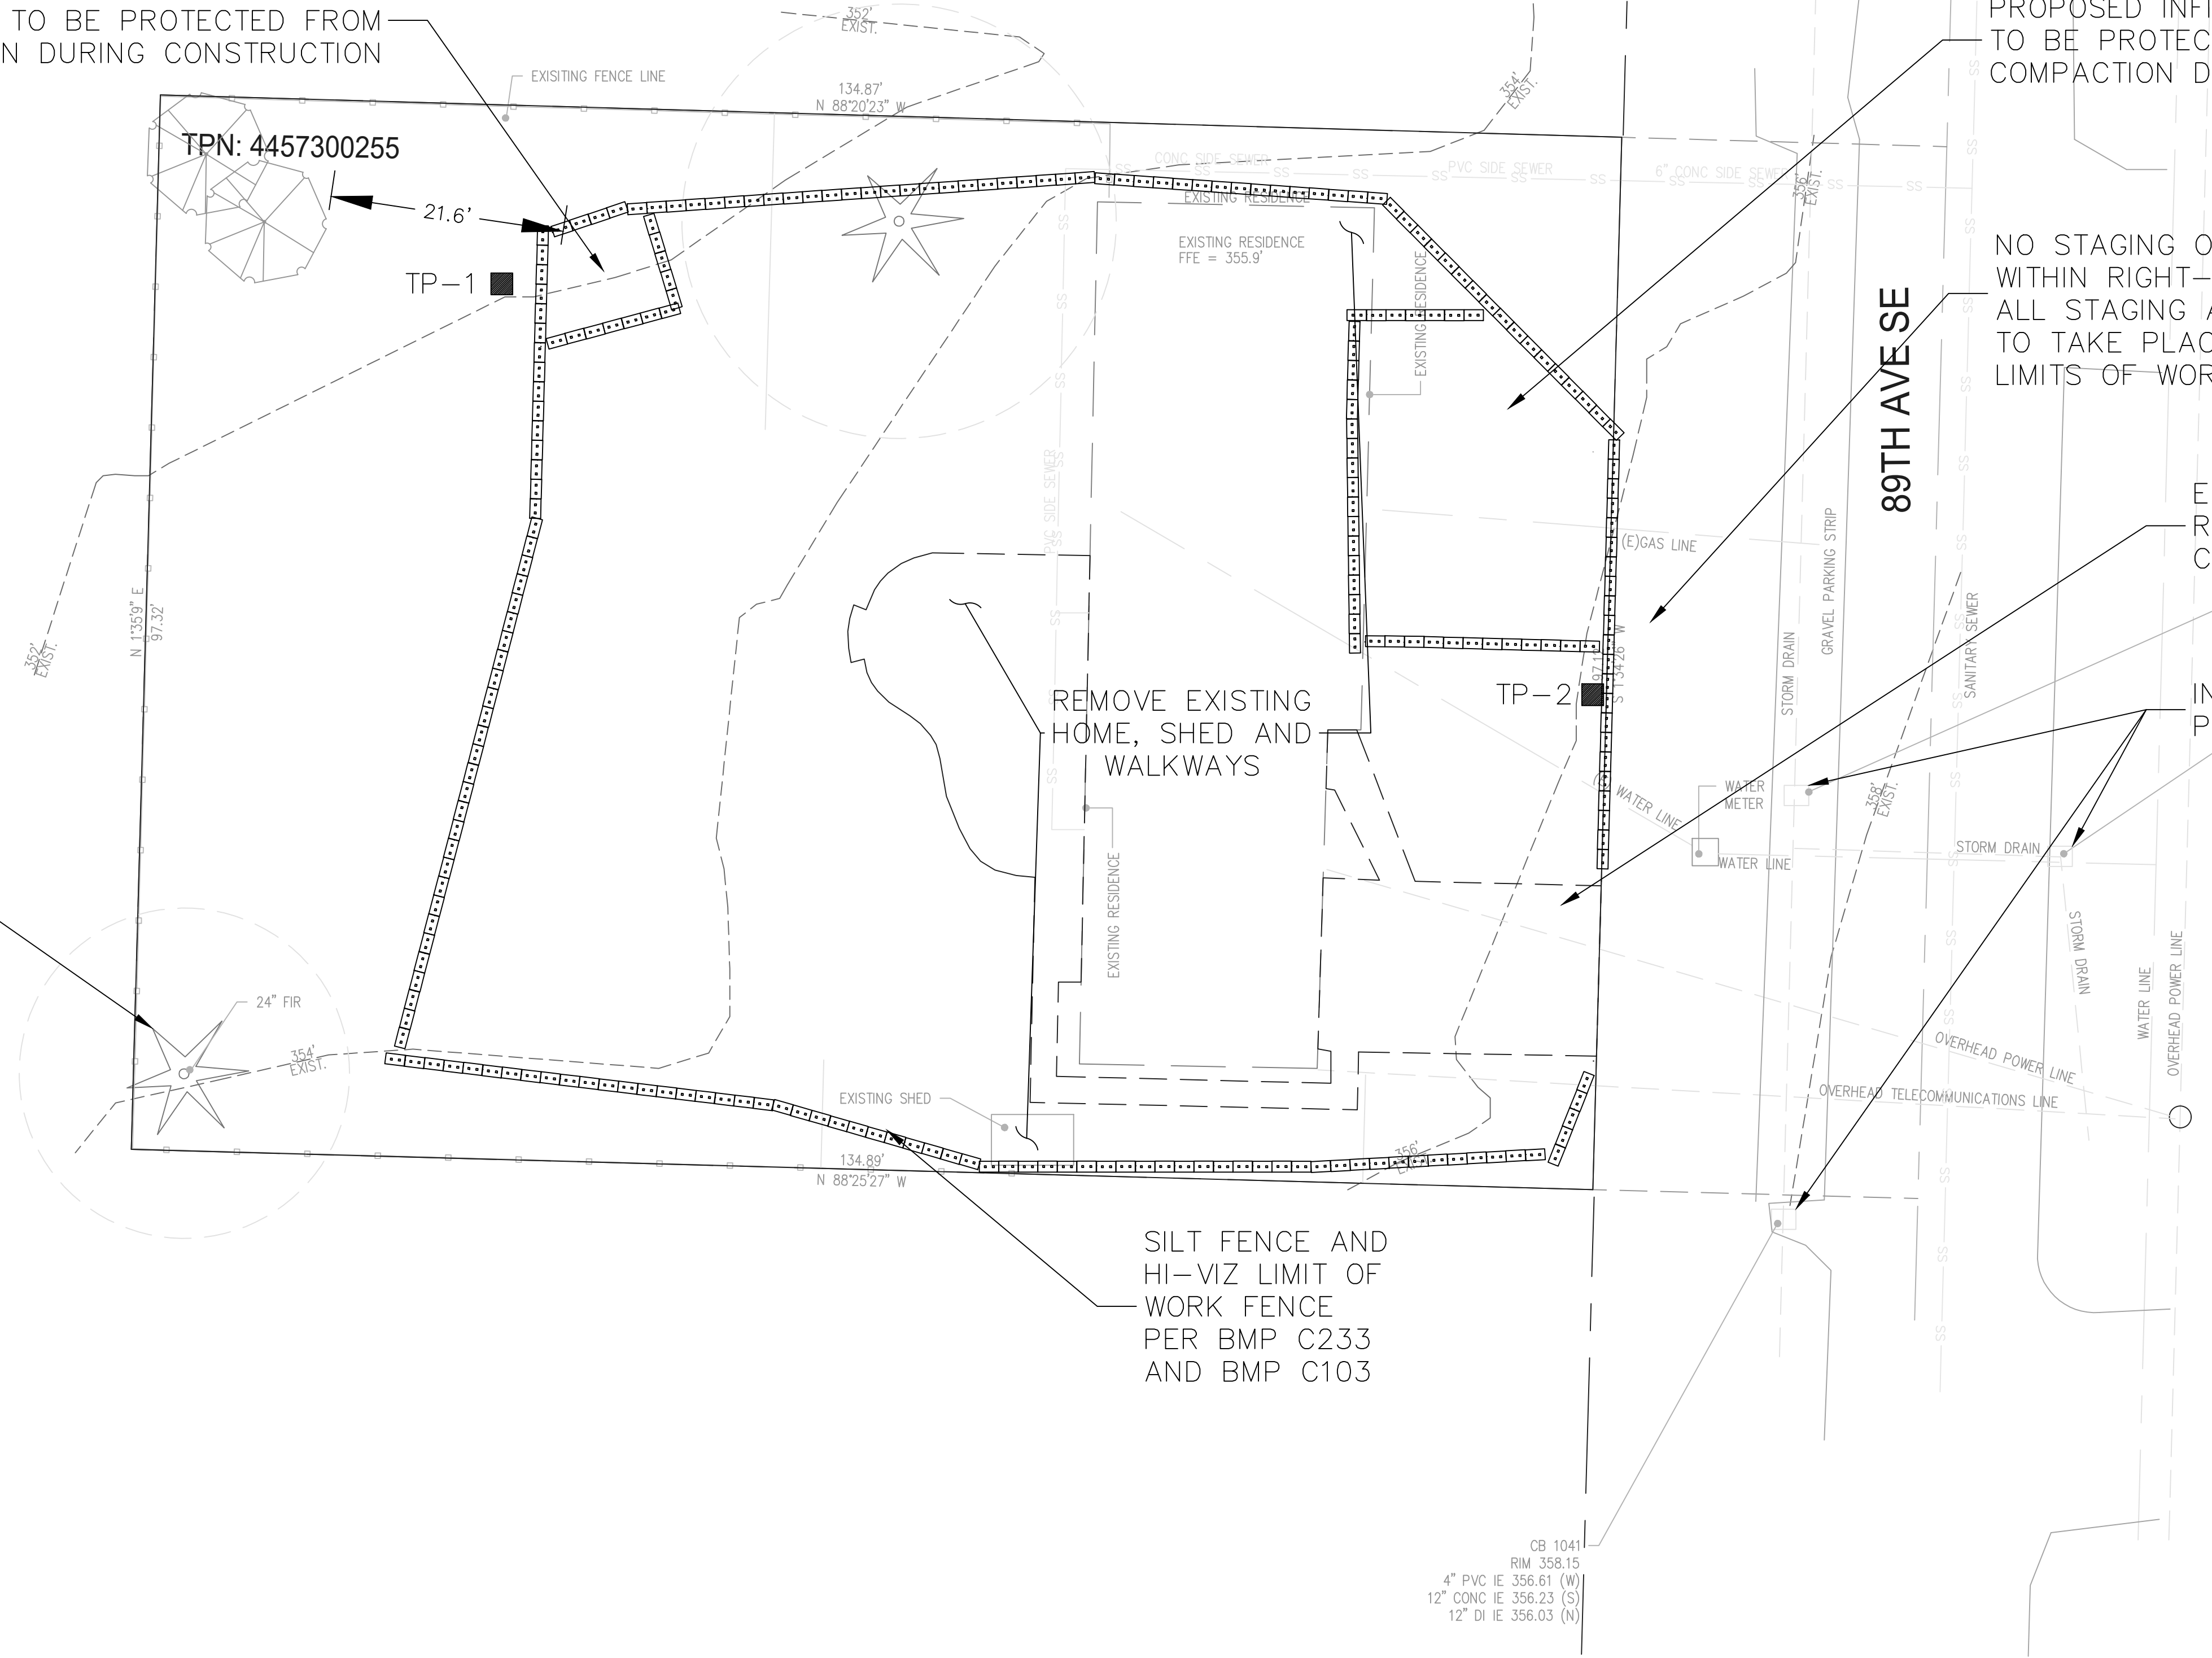 TO BE PROTECTED FROM
N DURING CONSTRUCTION
EXISITING FENCE LINE
352'
EXIST.
134.87'
N 88°20'23" W
354'
EXIST.
TO BE PROTEC
COMPACTION D
TPN: 4457300255
21.6'
TP-1
SS
CONC SIDE SEWER
PVC SIDE SEWER
6" CONC SIDE SEWER
356'
EXIST.
EXISTING RESIDENCE
EXISTING RESIDENCE
FFE = 355.9'
EXISTING RESIDENCE
NO STAGING O
WITHIN RIGHT-
ALL STAGING A
TO TAKE PLAC
LIMITS OF WOR
89TH AVE SE
PVC SIDE SEWER
(E)GAS LINE
GRAVEL PARKING STRIP
STORM DRAIN
SANITARY SEWER
E
R
C
N 1°35'9" E
97.32'
352'
EXIST.
S 1°34'26" W
TP-2
REMOVE EXISTING
HOME, SHED AND
WALKWAYS
IN
P
WATER LINE
WATER
METER
358'
EXIST.
WATER LINE
STORM DRAIN
STORM DRAIN
WATER LINE
OVERHEAD POWER LINE
EXISTING RESIDENCE
24" FIR
354'
EXIST.
OVERHEAD POWER LINE
OVERHEAD TELECOMMUNICATIONS LINE
EXISTING SHED
356'
134.89'
N 88°25'27" W
SILT FENCE AND
HI-VIZ LIMIT OF
WORK FENCE
PER BMP C233
AND BMP C103
CB 1041
RIM 358.15
4" PVC IE 356.61 (W)
12" CONC IE 356.23 (S)
12" DI IE 356.03 (N)